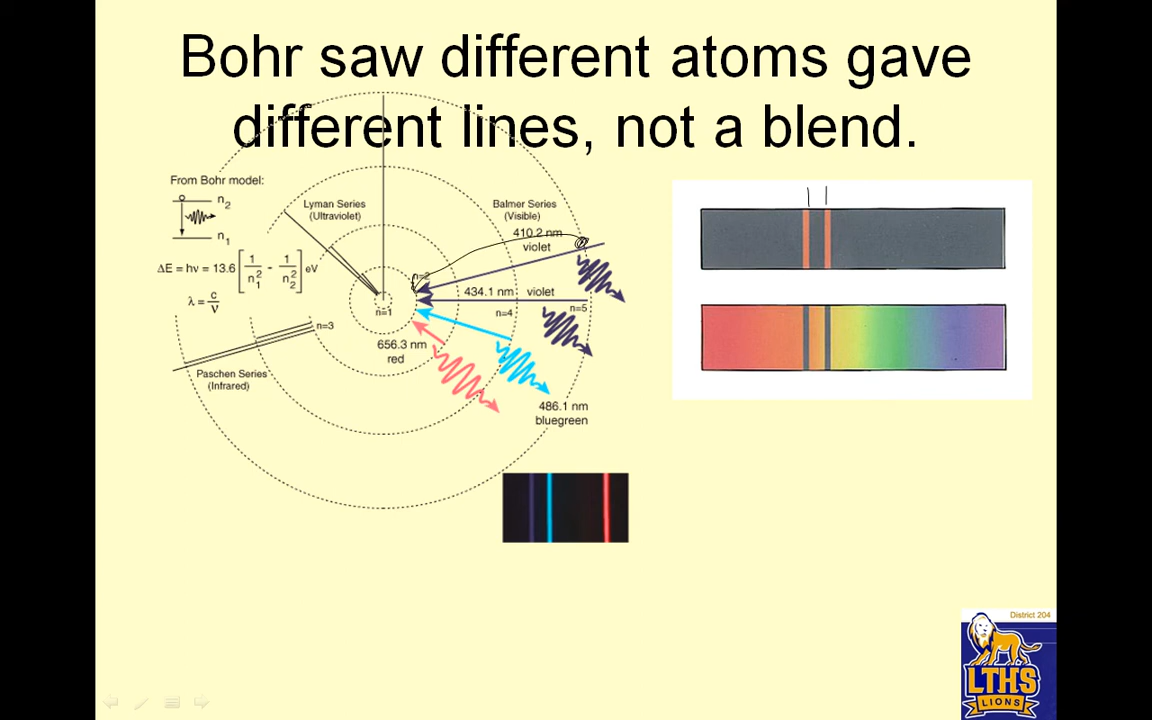 Bohr saw different atoms gave
different lines, not a blend.
From Bohr model:
n2
n1
ΔE = hν = 13.6 [ 1/n1² - 1/n2² ] eV
λ = c/ν
Lyman Series
(Ultraviolet)
Balmer Series
(Visible)
410.2 nm
violet
n=2
434.1 nm violet
n=1
n=4
n=5
n=3
656.3 nm
red
Paschen Series
(Infrared)
486.1 nm
bluegreen
District 204
LTHS
LIONS